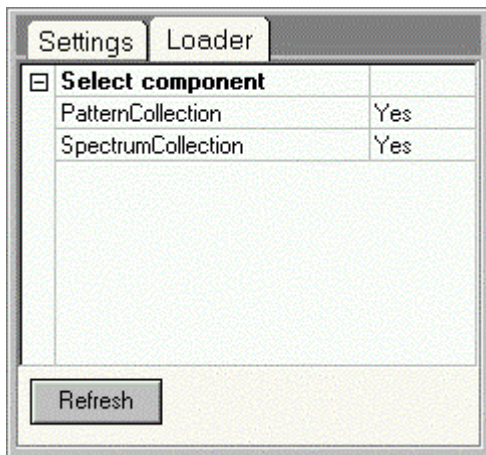 Settings Loader
Select component
PatternCollection Yes
SpectrumCollection Yes
Refresh